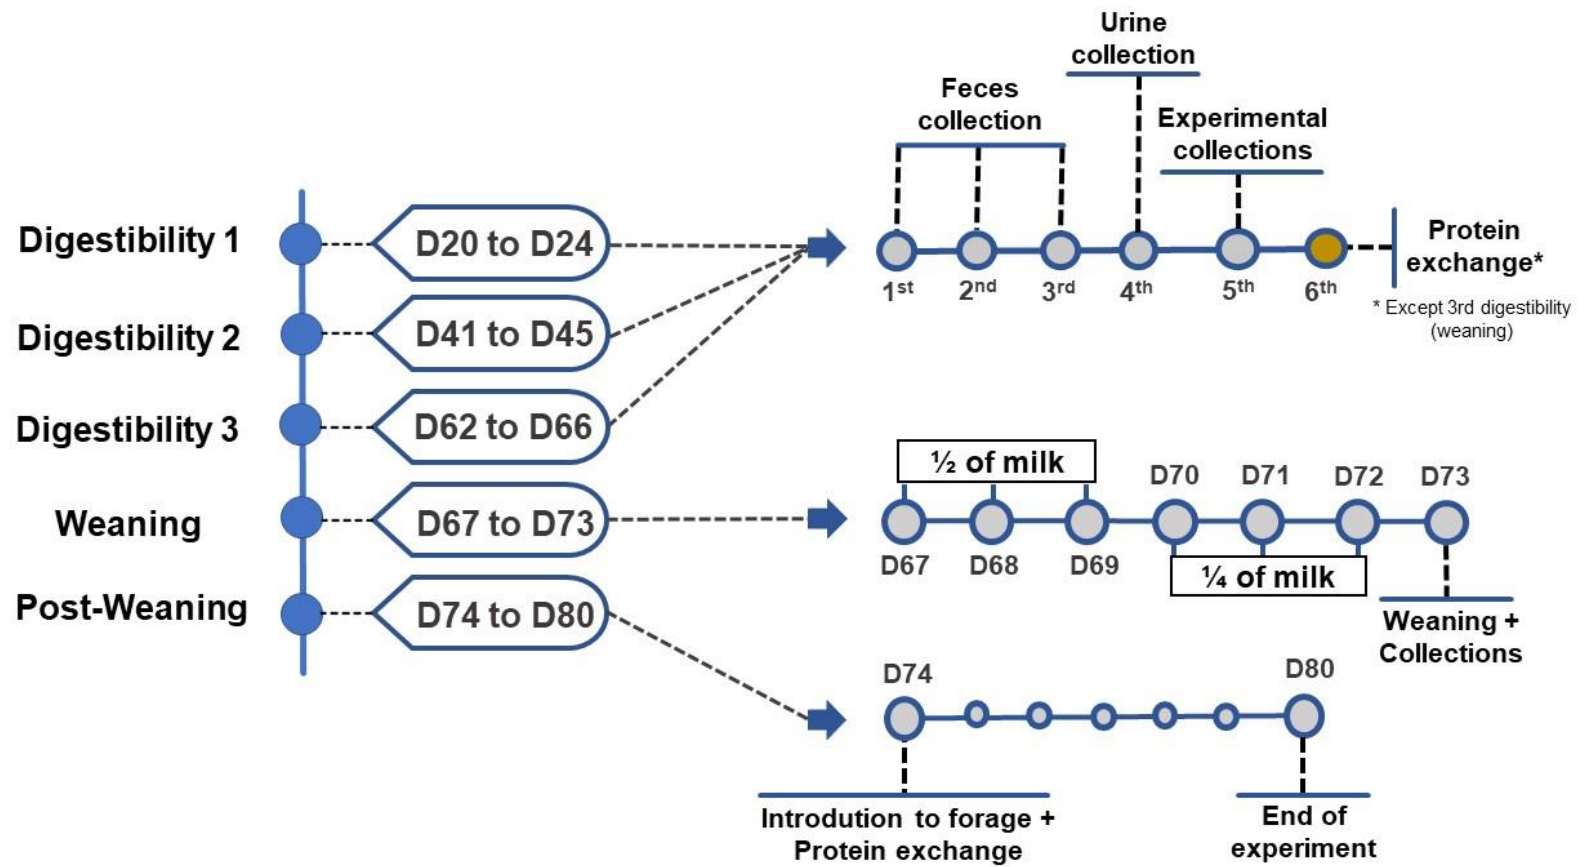 Urine
collection
Feces
collection
Experimental
collections
Digestibility 1
D20 to D24
1st
2nd
3rd
4th
5th
6th
Protein
exchange*
* Except 3rd digestibility
(weaning)
Digestibility 2
D41 to D45
Digestibility 3
D62 to D66
Weaning
D67 to D73
½ of milk
D70
D71
D72
D73
D67
D68
D69
¼ of milk
Weaning +
Collections
Post-Weaning
D74 to D80
D74
D80
Introdution to forage +
Protein exchange
End of
experiment